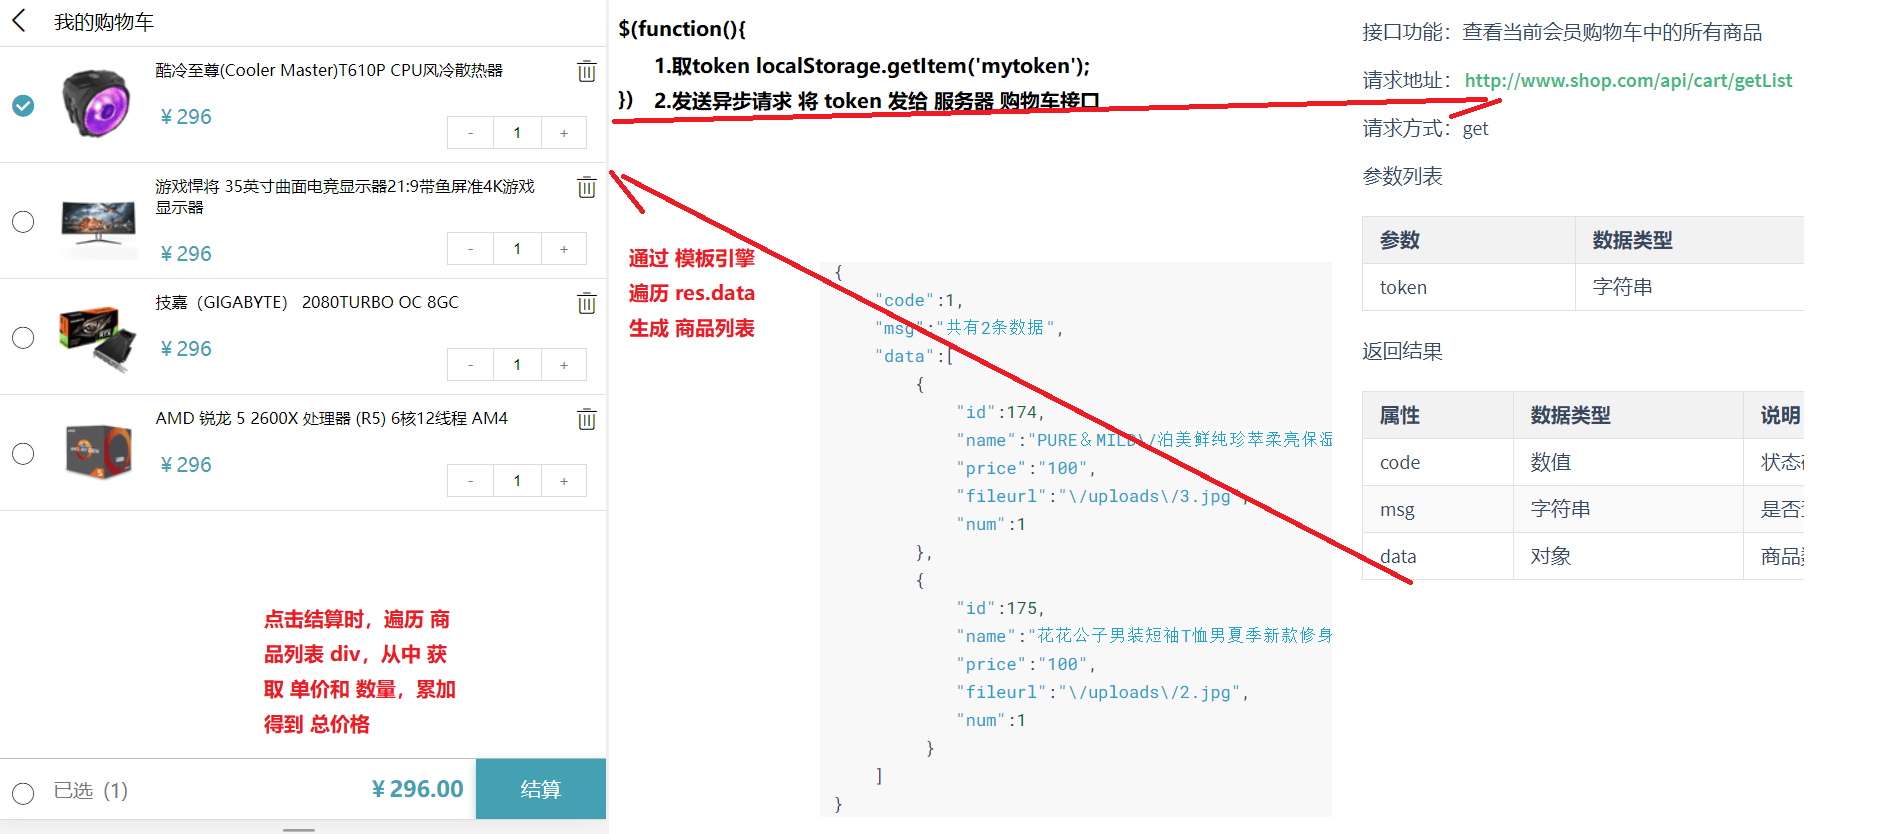 我的购物车
酷冷至尊(Cooler Master)T610P CPU风冷散热器
￥296
- 1 +
游戏悍将 35英寸曲面电竞显示器21:9带鱼屏准4K游戏
显示器
￥296
- 1 +
技嘉（GIGABYTE） 2080TURBO OC 8GC
￥296
- 1 +
AMD 锐龙 5 2600X 处理器 (R5) 6核12线程 AM4
￥296
- 1 +
点击结算时，遍历 商
品列表 div，从中 获
取 单价和 数量，累加
得到 总价格
已选 (1)
￥296.00
结算
$(function(){
1.取token localStorage.getItem('mytoken');
}) 2.发送异步请求 将 token 发给 服务器 购物车接口
通过 模板引擎
遍历 res.data
生成 商品列表
{
"code":1,
"msg":"共有2条数据",
"data":[
{
"id":174,
"name":"PURE&MILD\/泊美鲜纯珍萃柔亮保湿
"price":"100",
"fileurl":"\/uploads\/3.jpg",
"num":1
},
{
"id":175,
"name":"花花公子男装短袖T恤男夏季新款修身
"price":"100",
"fileurl":"\/uploads\/2.jpg",
"num":1
}
]
}
接口功能：查看当前会员购物车中的所有商品
请求地址：http://www.shop.com/api/cart/getList
请求方式：get
参数列表
参数 数据类型
token 字符串
返回结果
属性 数据类型 说明
code 数值 状态
msg 字符串 是否
data 对象 商品